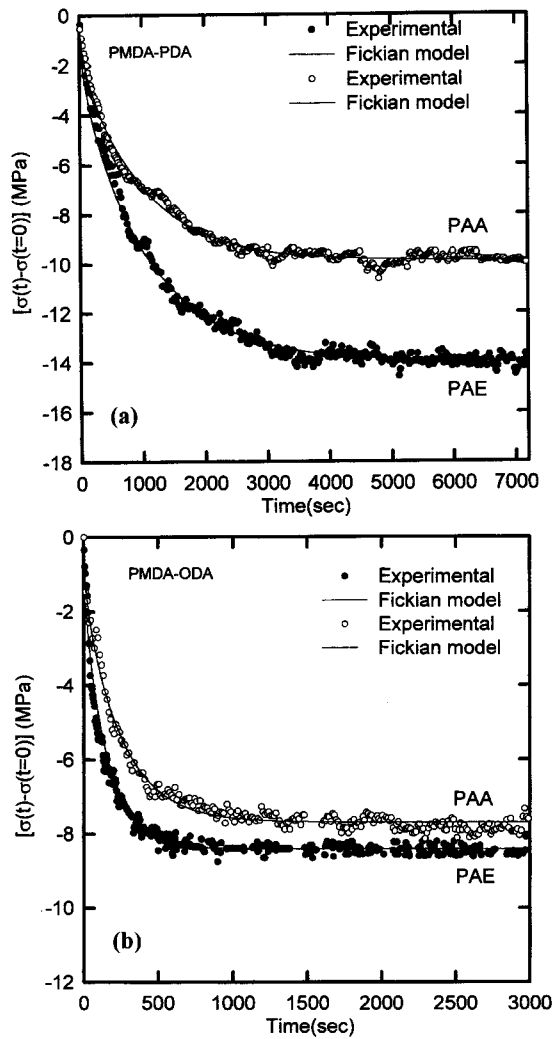 0
PMDA-PDA
Experimental
Fickian model
Experimental
Fickian model
-2
-4
-6
-8
-10
-12
-14
-16
-18
[σ(t)-σ(t=0)] (MPa)
PAA
PAE
(a)
0 1000 2000 3000 4000 5000 6000 7000
Time(sec)
0
PMDA-ODA
Experimental
Fickian model
Experimental
Fickian model
-2
-4
-6
-8
-10
-12
[σ(t)-σ(t=0)] (MPa)
PAA
PAE
(b)
0 500 1000 1500 2000 2500 3000
Time(sec)